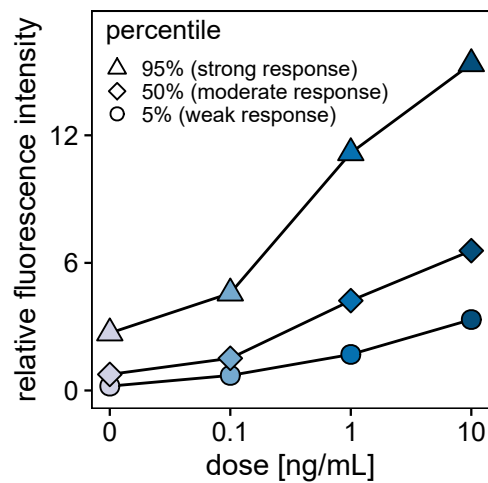 percentile
95% (strong response)
50% (moderate response)
5% (weak response)
relative fluorescence intensity
12
6
0
0 0.1 1 10
dose [ng/mL]